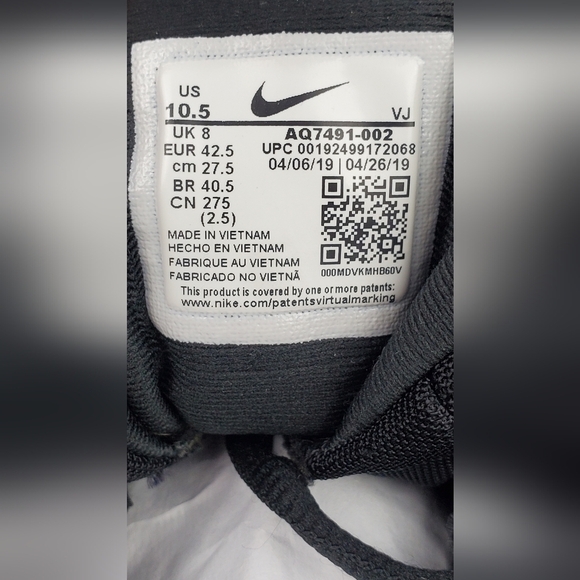 US
10.5 VJ
UK 8 AQ7491-002
EUR 42.5 UPC 00192499172068
cm 27.5 04/06/19 | 04/26/19
BR 40.5
CN 275
(2.5)
MADE IN VIETNAM
HECHO EN VIETNAM
FABRIQUE AU VIETNAM
FABRICADO NO VIETNÃ
000MDVKMHB60V
This product is covered by one or more patents:
www.nike.com/patentsvirtualmarking